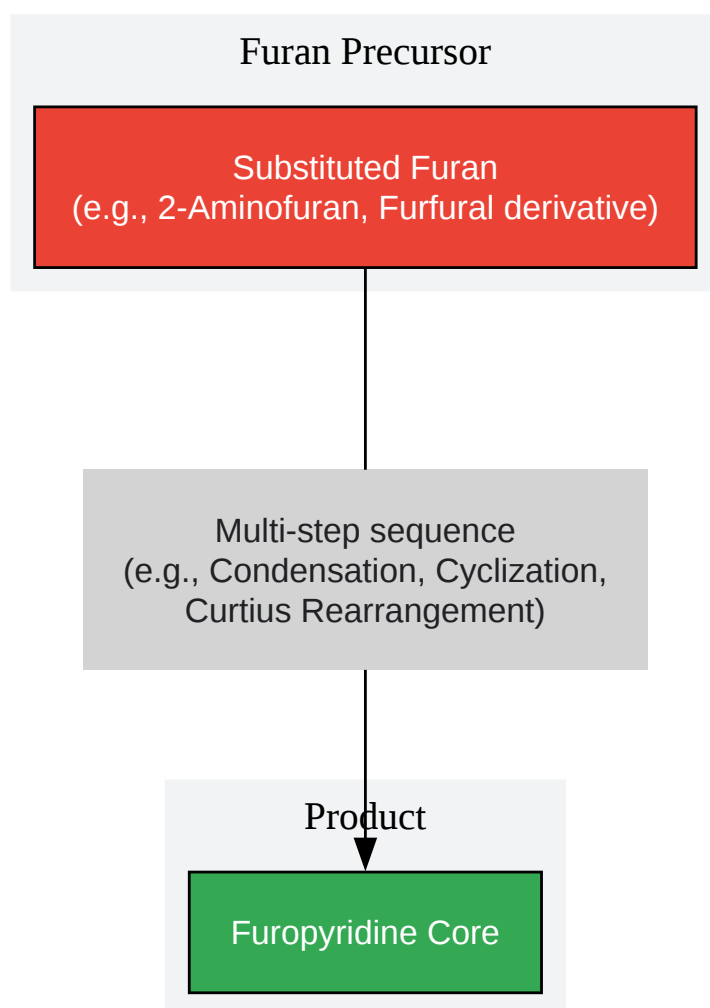 Furan Precursor
Substituted Furan
(e.g., 2-Aminofuran, Furfural derivative)
Multi-step sequence
(e.g., Condensation, Cyclization,
Curtius Rearrangement)
Product
Furopyridine Core